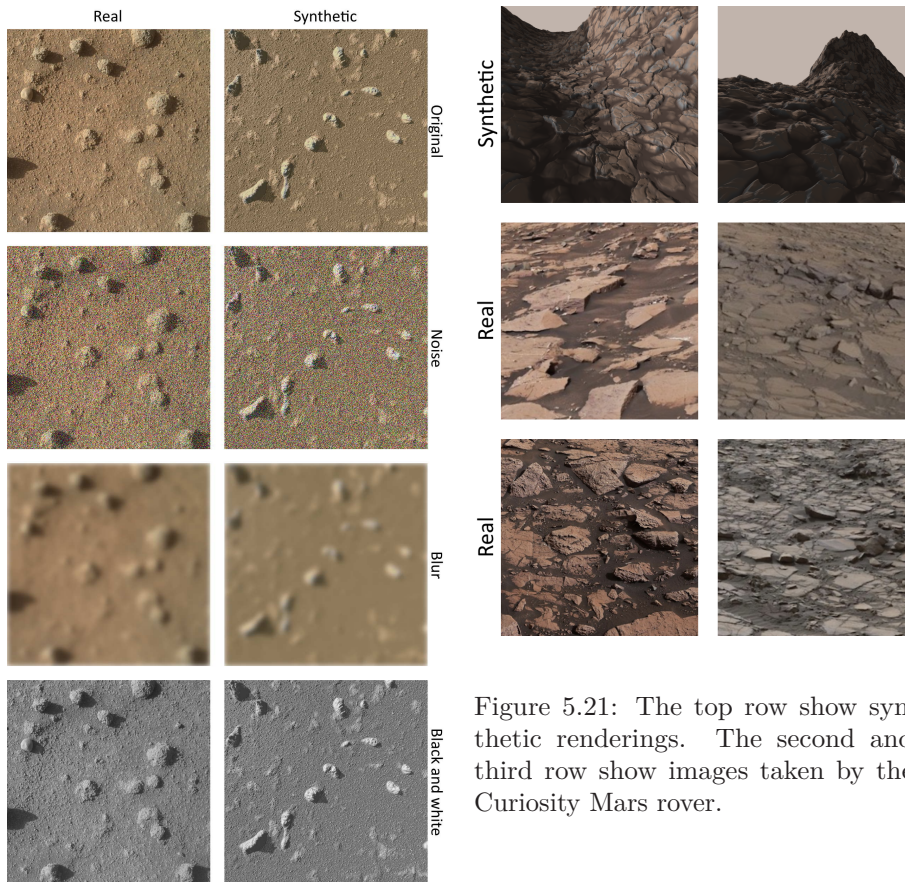 Real
Synthetic
Original
Noise
Blur
Black and white
Synthetic
Real
Real
Figure 5.21: The top row show syn
thetic renderings. The second and
third row show images taken by the
Curiosity Mars rover.